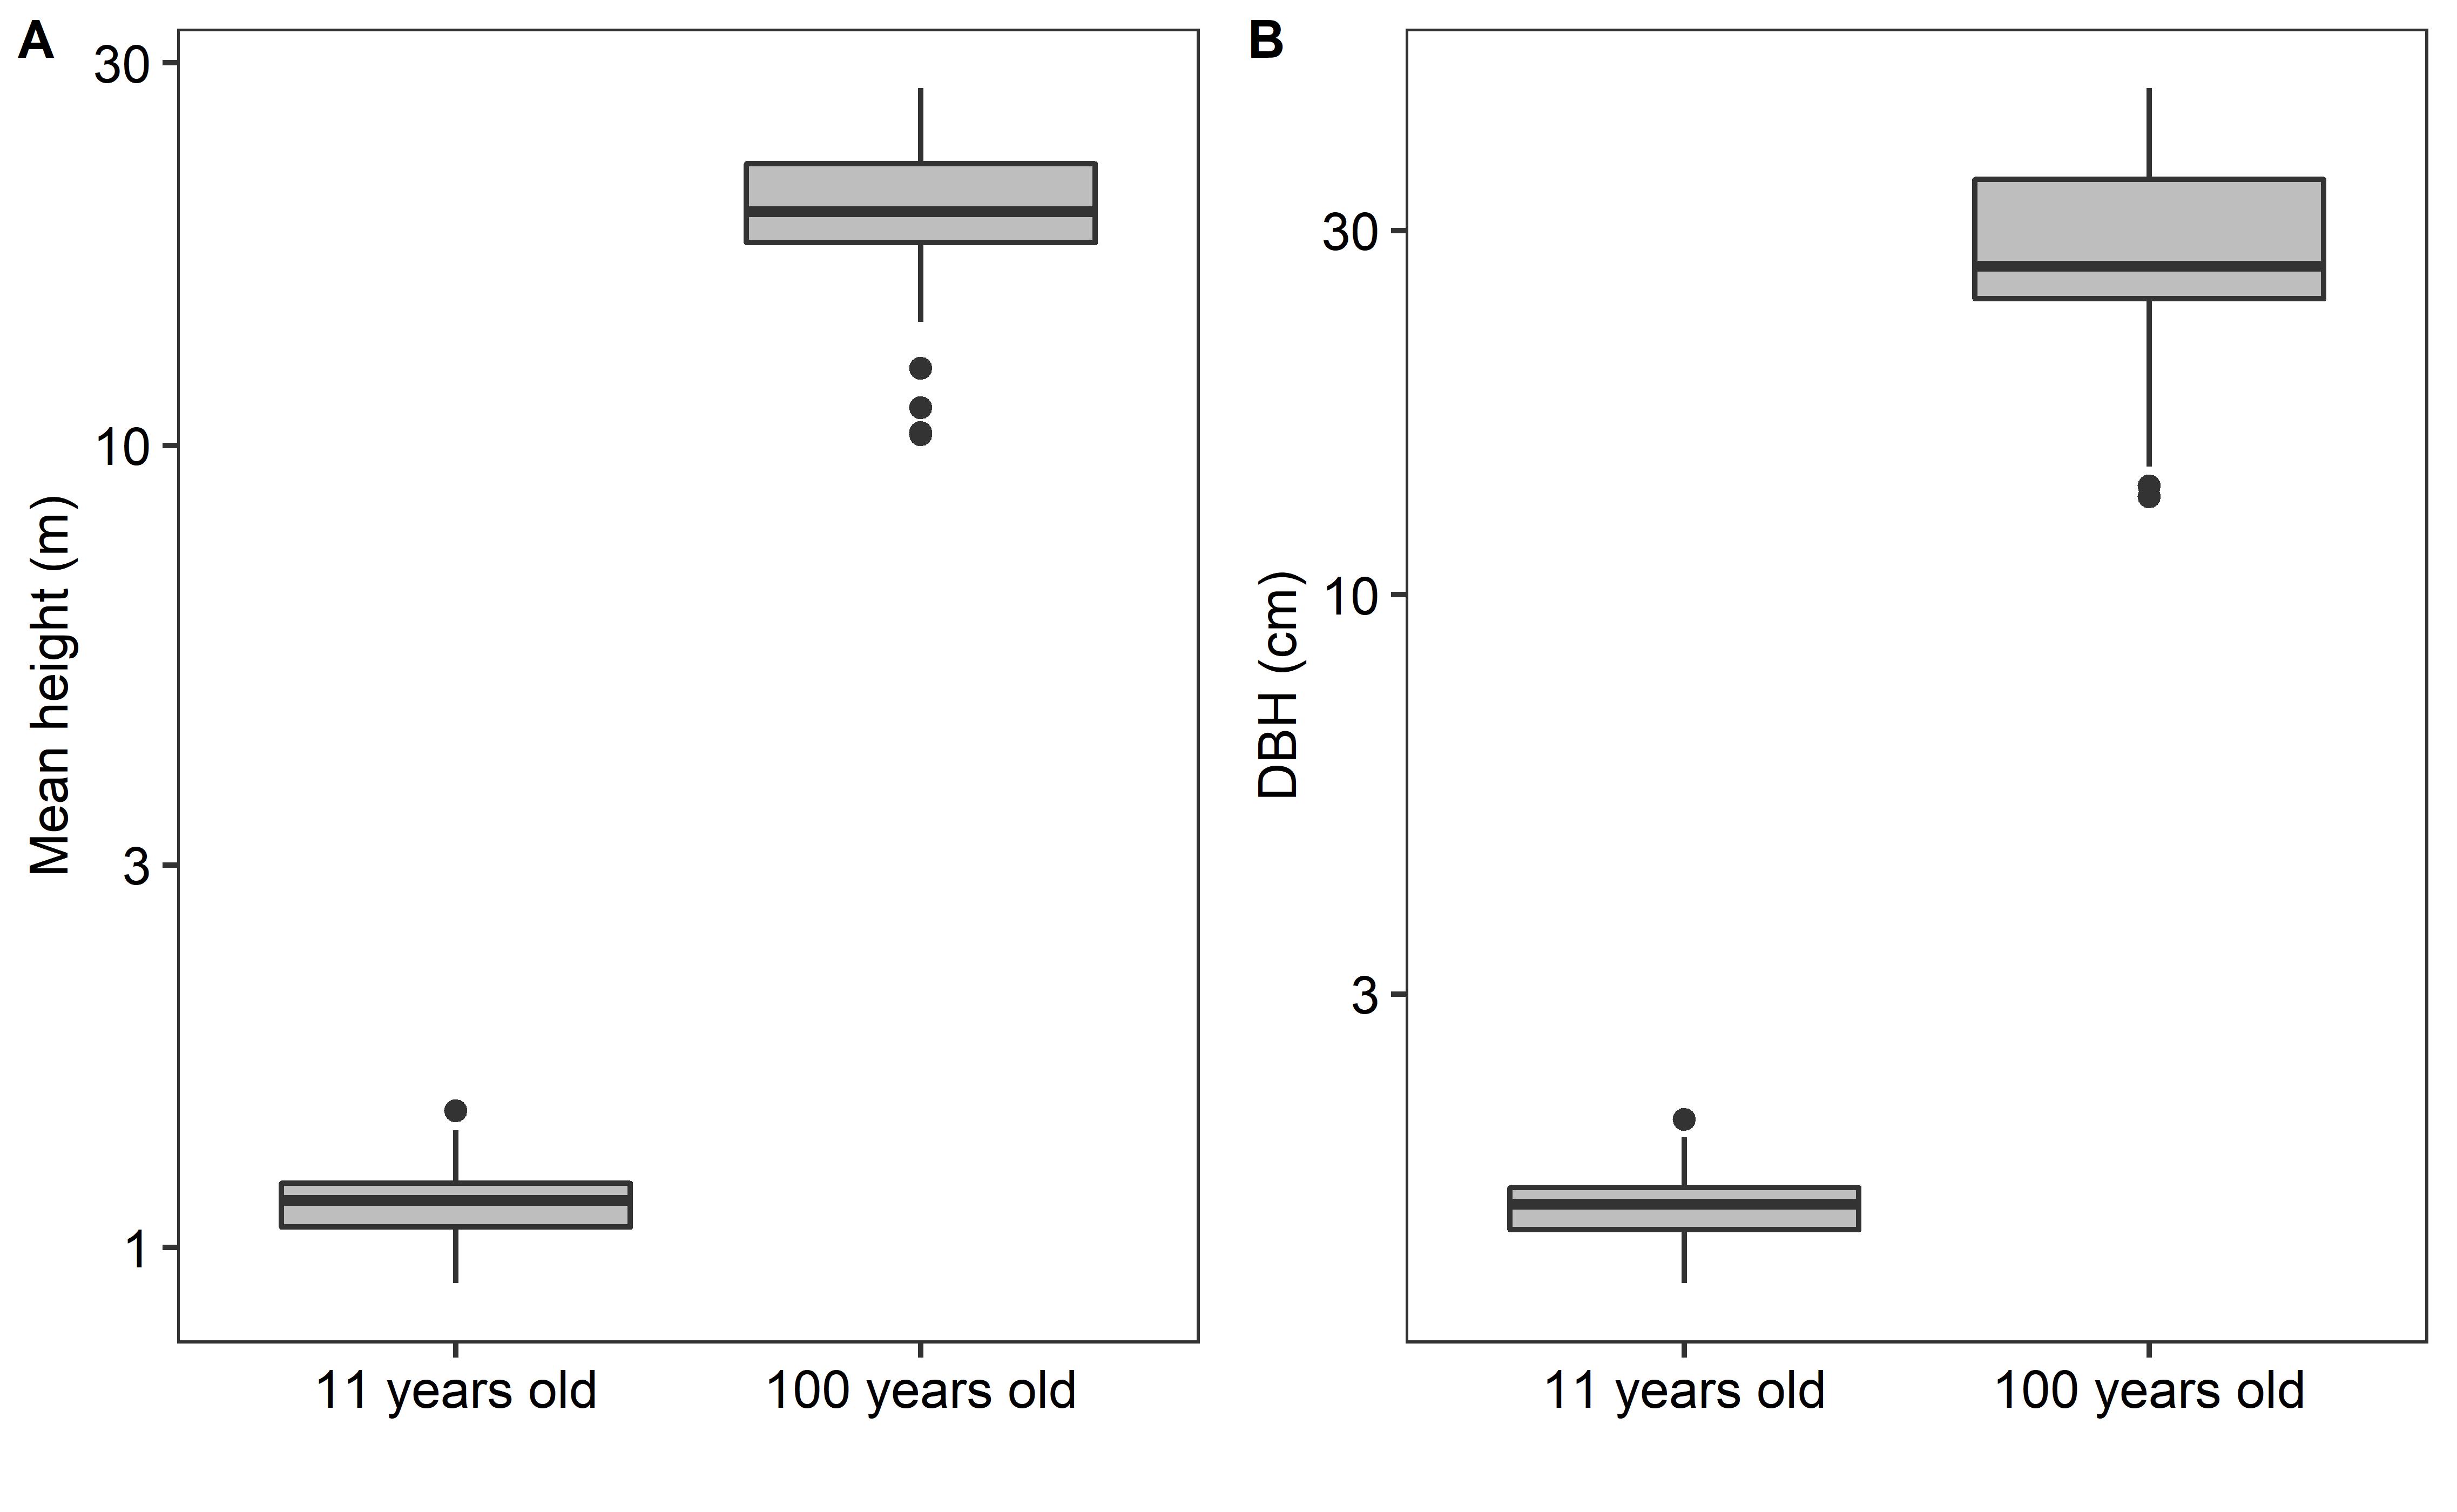 A
Mean height (m)
30
10
3
1
11 years old
100 years old
B
DBH (cm)
30
10
3
11 years old
100 years old